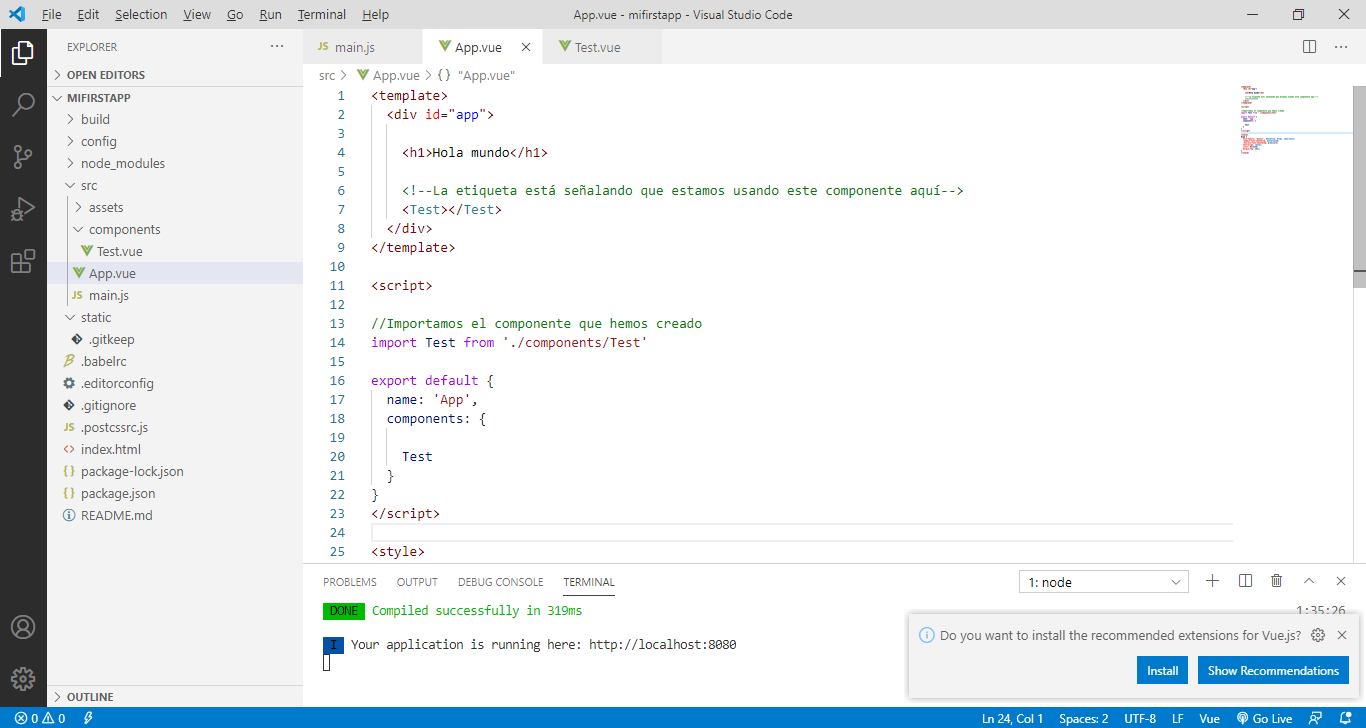 File Edit Selection View Go Run Terminal Help App.vue - mifirstapp - Visual Studio Code
EXPLORER
OPEN EDITORS
MIFIRSTAPP
build
config
node_modules
src
assets
components
Test.vue
App.vue
JS main.js
static
.gitkeep
.babelrc
.editorconfig
.gitignore
JS .postcssrc.js
<> index.html
{} package-lock.json
{} package.json
README.md
OUTLINE
JS main.js App.vue Test.vue
src > App.vue > {} "App.vue"
1 <template>
2 <div id="app">
3
4 <h1>Hola mundo</h1>
5
6 <!--La etiqueta está señalando que estamos usando este componente aquí-->
7 <Test></Test>
8 </div>
9 </template>
10
11 <script>
12
13 //Importamos el componente que hemos creado
14 import Test from './components/Test'
15
16 export default {
17 name: 'App',
18 components: {
19
20 Test
21 }
22 }
23 </script>
24
25 <style>
PROBLEMS OUTPUT DEBUG CONSOLE TERMINAL 1: node
DONE Compiled successfully in 319ms 1:35:26
I Your application is running here: http://localhost:8080
Do you want to install the recommended extensions for Vue.js?
Install Show Recommendations
0 0 Ln 24, Col 1 Spaces: 2 UTF-8 LF Vue Go Live